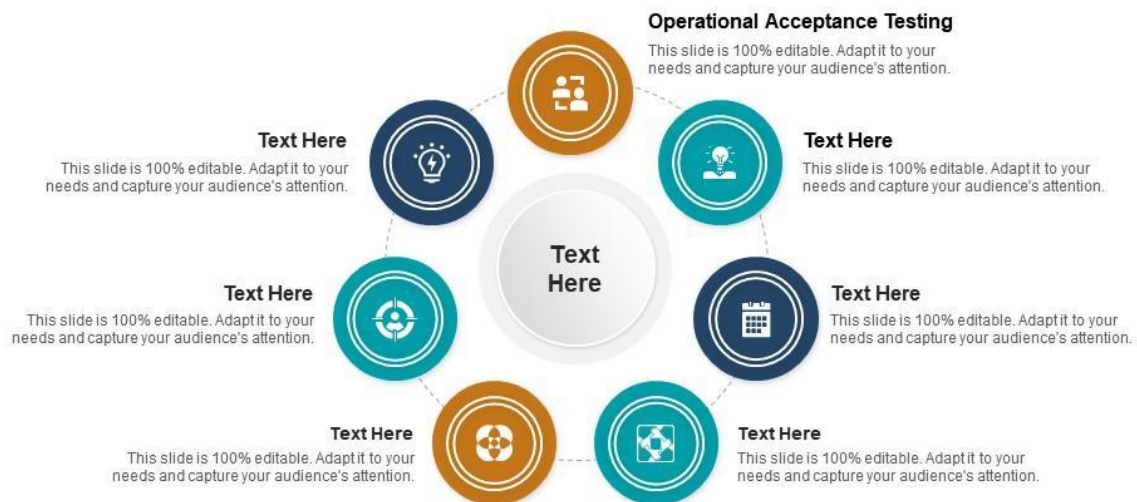 Operational Acceptance Testing
This slide is 100% editable. Adapt it to your
needs and capture your audience's attention.
Text Here
This slide is 100% editable. Adapt it to your
needs and capture your audience's attention.
Text Here
This slide is 100% editable. Adapt it to your
needs and capture your audience's attention.
Text
Here
Text Here
This slide is 100% editable. Adapt it to your
needs and capture your audience's attention.
Text Here
This slide is 100% editable. Adapt it to your
needs and capture your audience's attention.
Text Here
This slide is 100% editable. Adapt it to your
needs and capture your audience's attention.
Text Here
This slide is 100% editable. Adapt it to your
needs and capture your audience's attention.